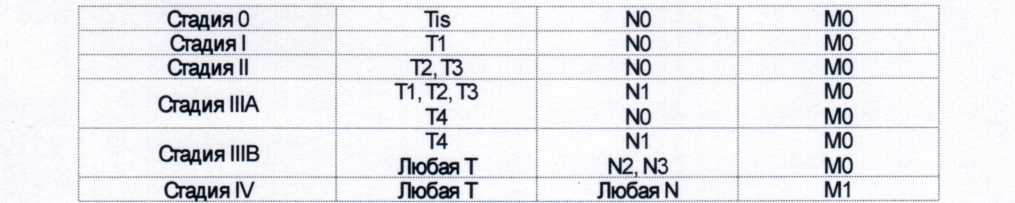 Стадия 0 Tis N0 M0
Стадия I T1 N0 M0
Стадия II T2, T3 N0 M0
Стадия IIIA T1, T2, T3 N1 M0
T4 N0 M0
Стадия IIIB T4 N1 M0
Любая T N2, N3 M0
Стадия IV Любая T Любая N M1